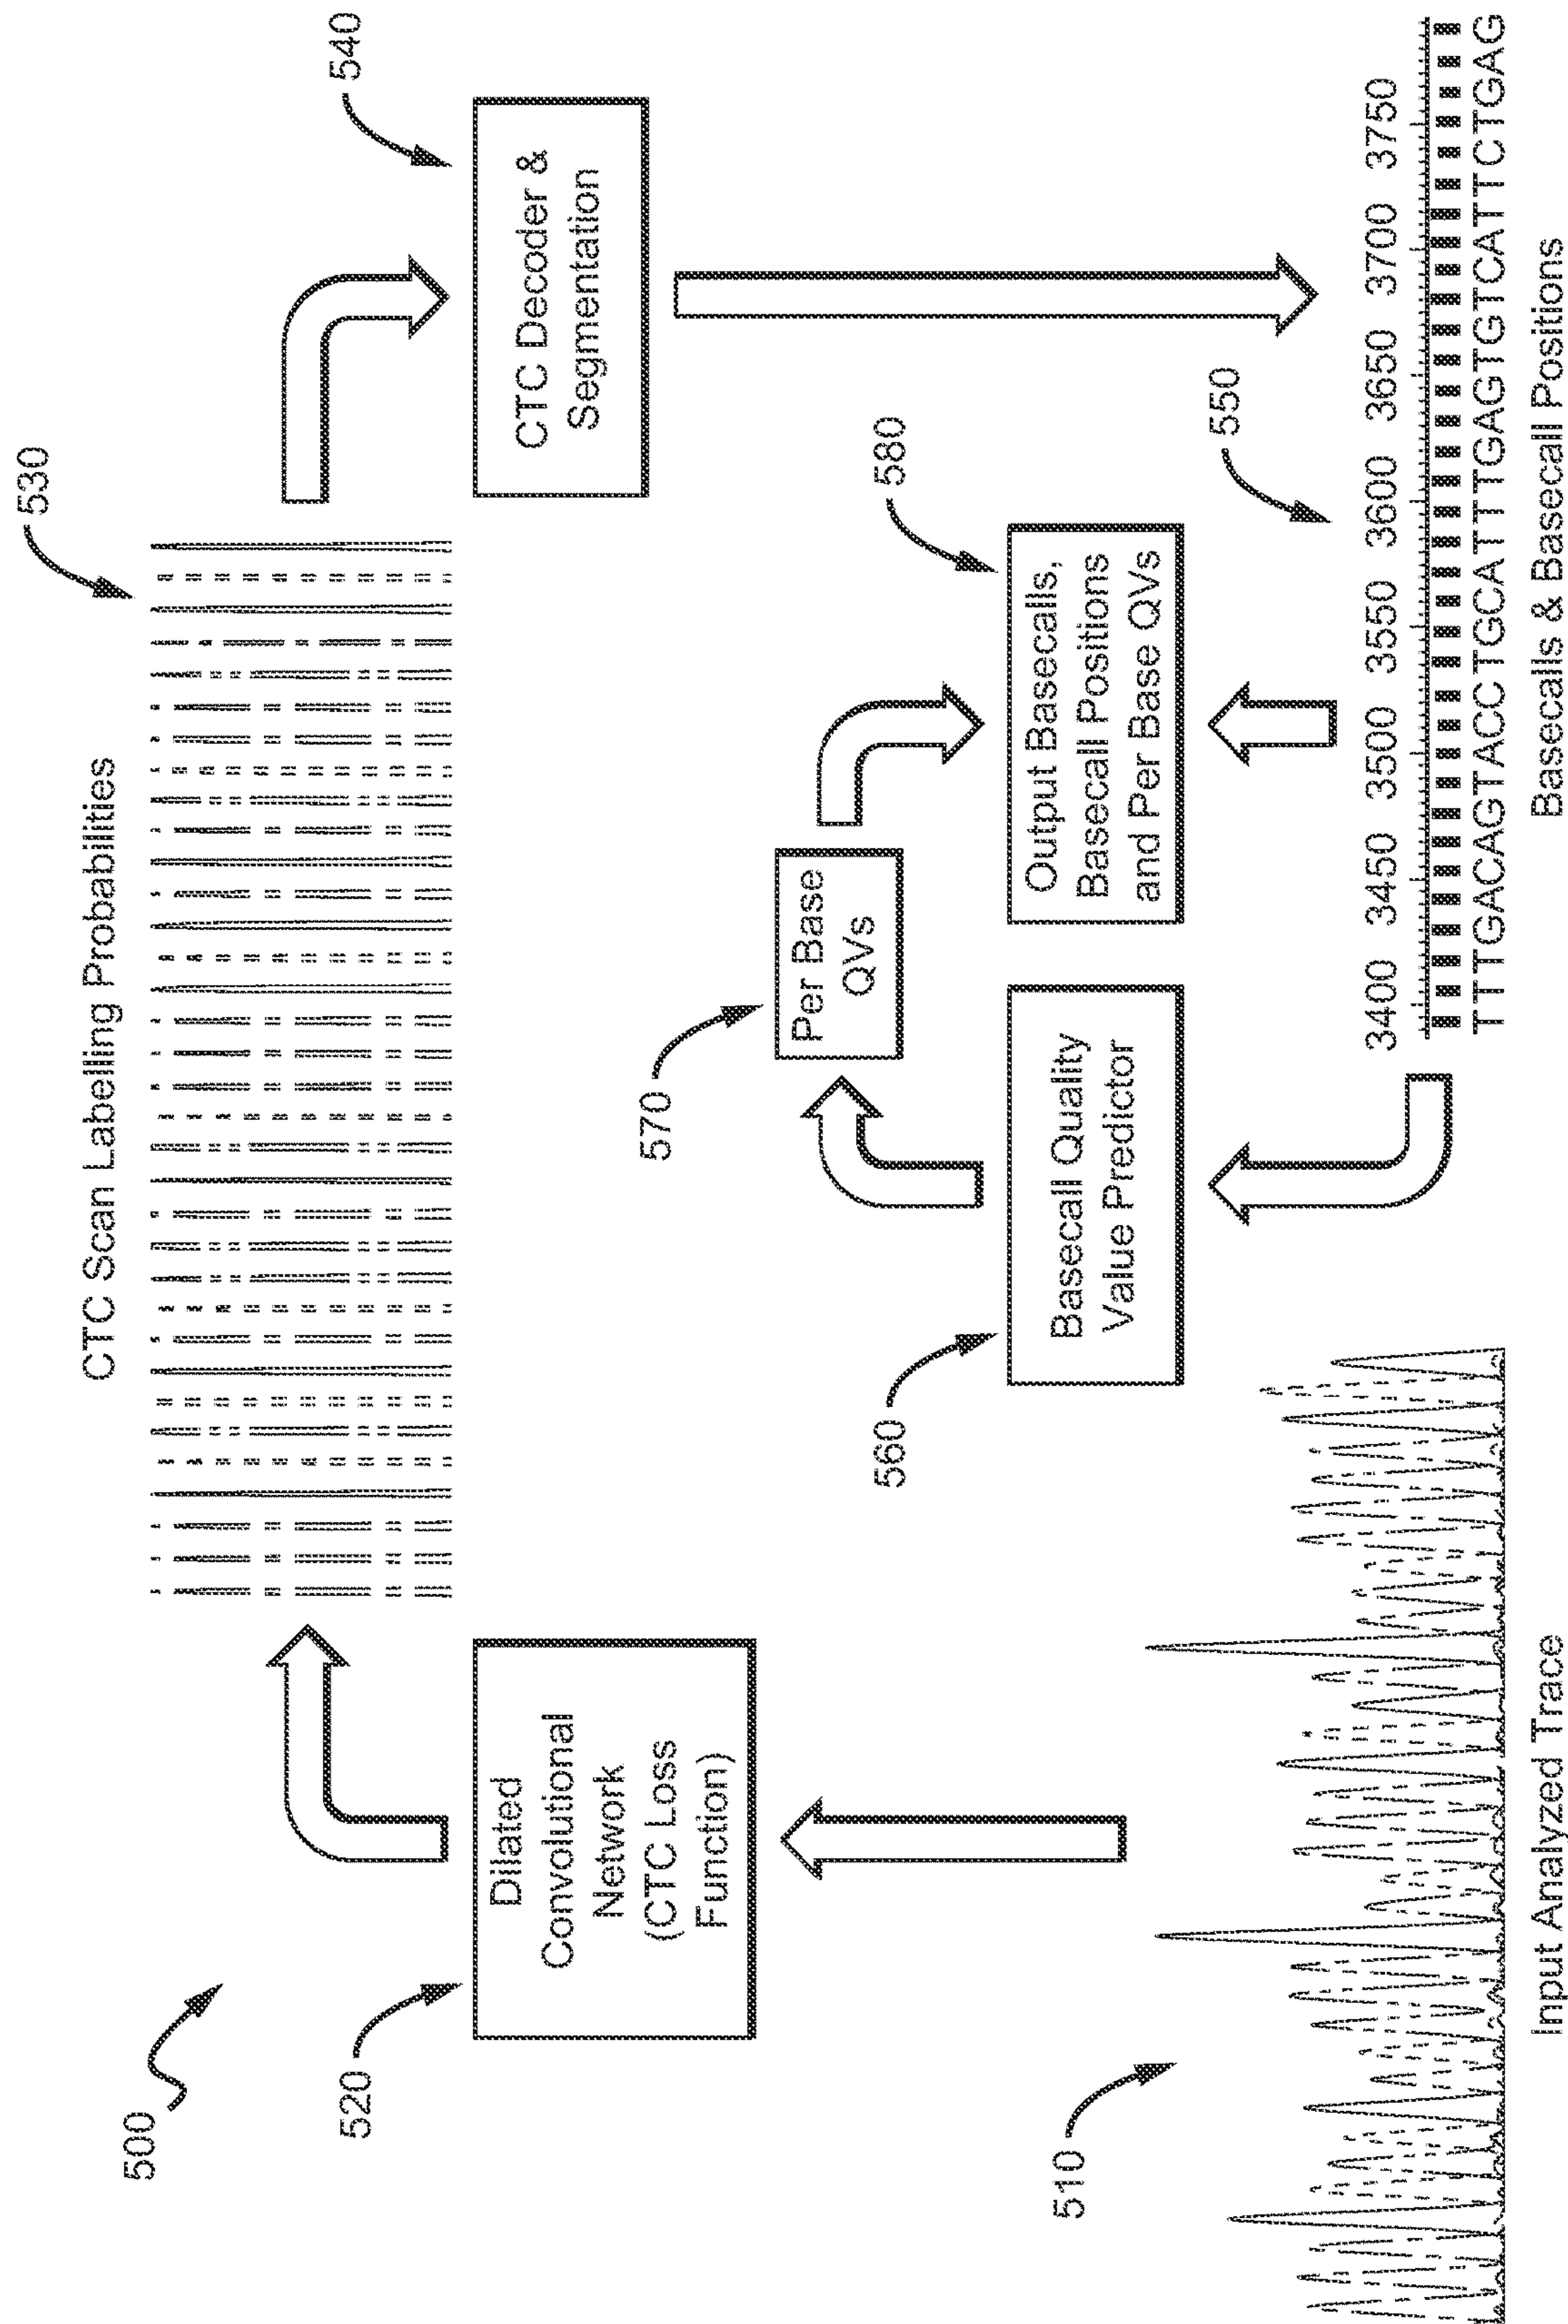 500
CTC Scan Labelling Probabilities
530
520
Dilated
Convolutional
Network
(CTC Loss
Function)
540
CTC Decoder &
Segmentation
570
Per Base
QVs
560
Basecall Quality
Value Predictor
580
Output Basecalls,
Basecall Positions
and Per Base QVs
510
550
3400 3450 3500 3550 3600 3650 3700 3750
TTTGACAGTACCTGCATTTGAGTGTCATTCTGAG
Input Analyzed Trace
Basecalls & Basecall Positions